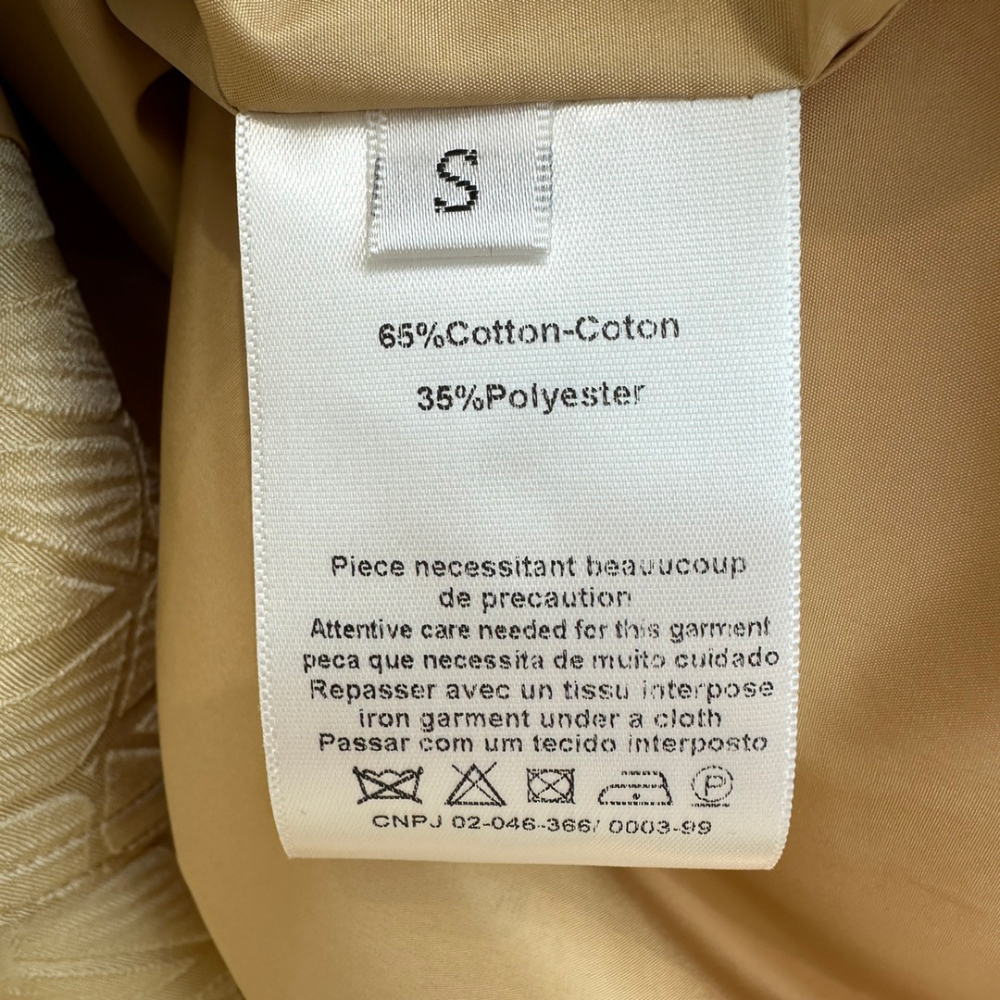 S
65%Cotton-Coton
35%Polyester
Piece necessitant beauucoup
de precaution
Attentive care needed for this garment
peca que necessita de muito cuidado
Repasser avec un tissu interpose
iron garment under a cloth
Passar com um tecido interposto
P
CNPJ 02-046-366/ 0003-99